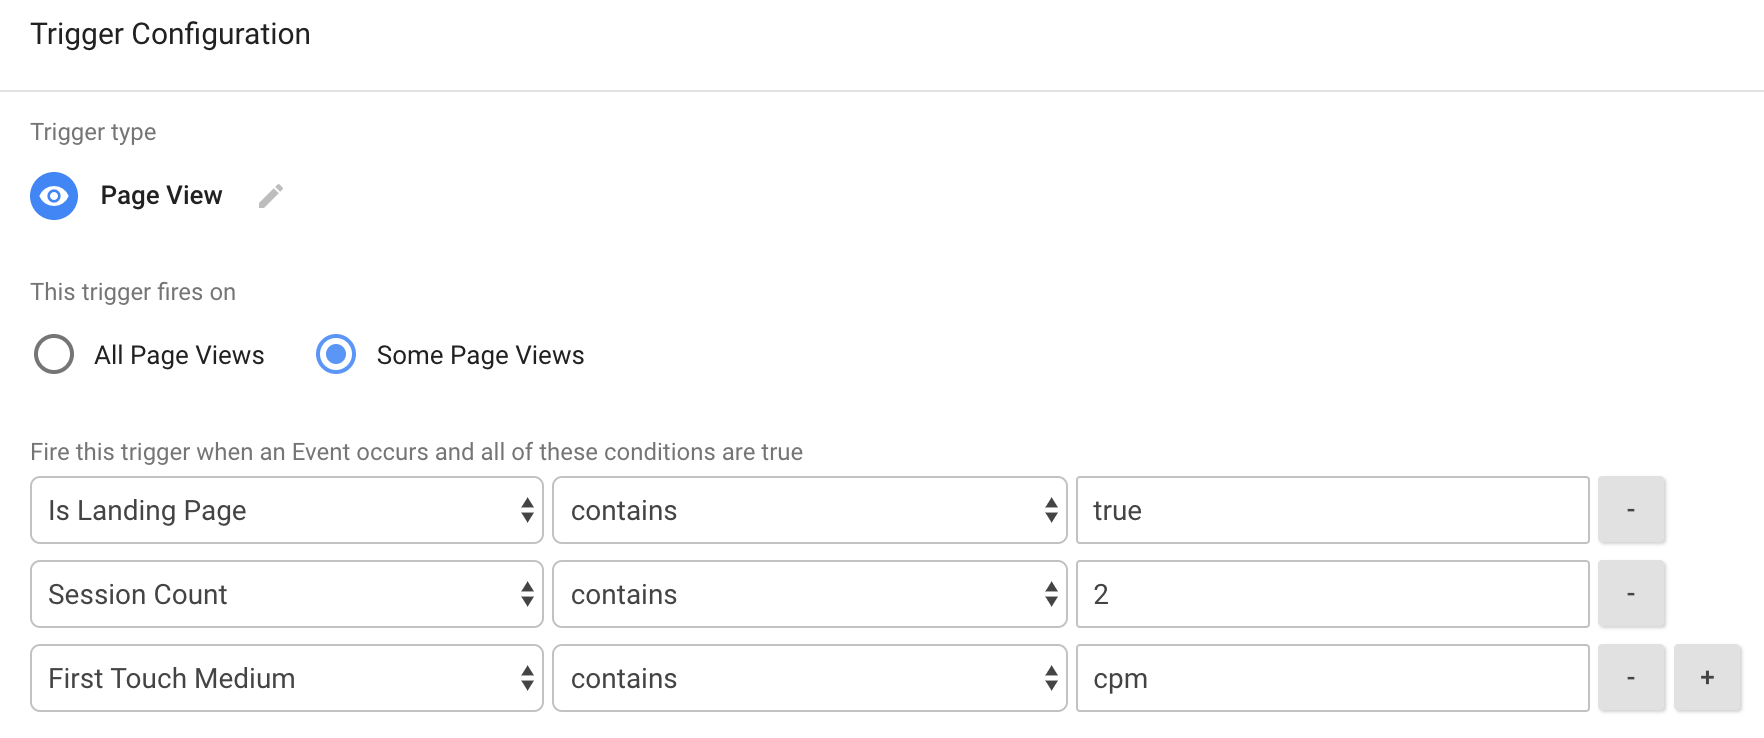 Trigger Configuration
Trigger type
Page View
This trigger fires on
All Page Views Some Page Views
Fire this trigger when an Event occurs and all of these conditions are true
Is Landing Page contains true -
Session Count contains 2 -
First Touch Medium contains cpm - +